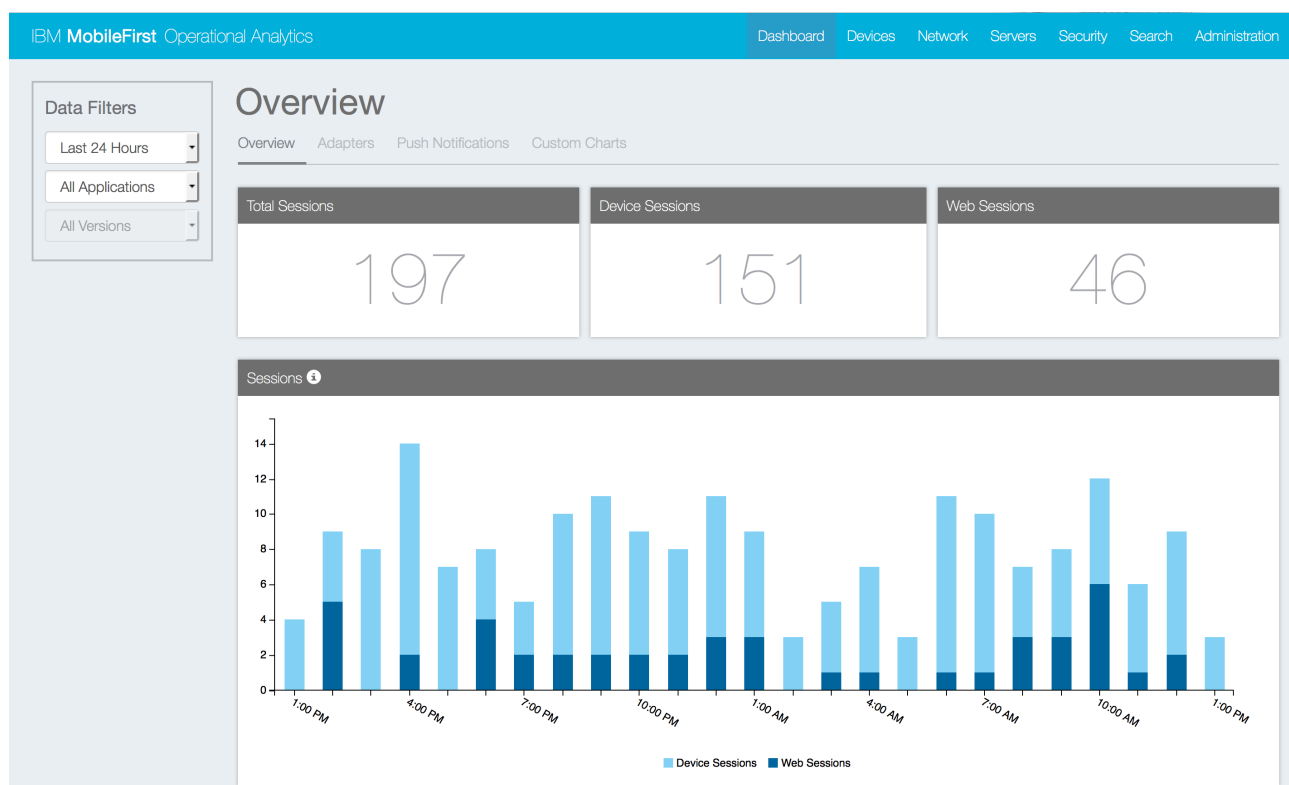 IBM MobileFirst Operational Analytics
Dashboard Devices Network Servers Security Search Administration
Data Filters
Last 24 Hours
All Applications
All Versions
Overview
Overview Adapters Push Notifications Custom Charts
Total Sessions
197
Device Sessions
151
Web Sessions
46
Sessions
14
12
10
8
6
4
2
0
1:00 PM 4:00 PM 7:00 PM 10:00 PM 1:00 AM 4:00 AM 7:00 AM 10:00 AM 1:00 PM
Device Sessions Web Sessions